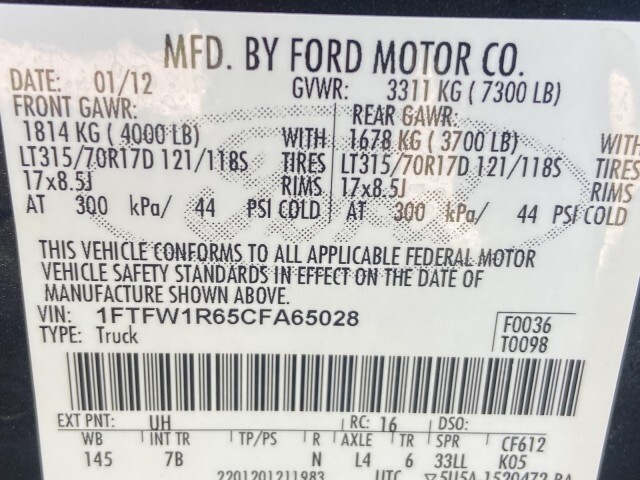 MFD. BY FORD MOTOR CO.
DATE: 01/12 GVWR: 3311 KG ( 7300 LB)
FRONT GAWR: REAR GAWR:
1814 KG ( 4000 LB) WITH 1678 KG ( 3700 LB) WITH
LT315/70R17D 121/118S TIRES LT315/70R17D 121/118S TIRES
17x8.5J RIMS 17x8.5J RIMS
AT 300 kPa/ 44 PSI COLD AT 300 kPa/ 44 PSI COLD
THIS VEHICLE CONFORMS TO ALL APPLICABLE FEDERAL MOTOR
VEHICLE SAFETY STANDARDS IN EFFECT ON THE DATE OF
MANUFACTURE SHOWN ABOVE.
VIN: 1FTFW1R65CFA65028 F0036
TYPE: Truck T0098
EXT PNT: UH RC: 16 DSO:
WB INT TR TP/PS R AXLE TR SPR CF612
145 7B N L4 6 33LL K05
2201201211983 UTC